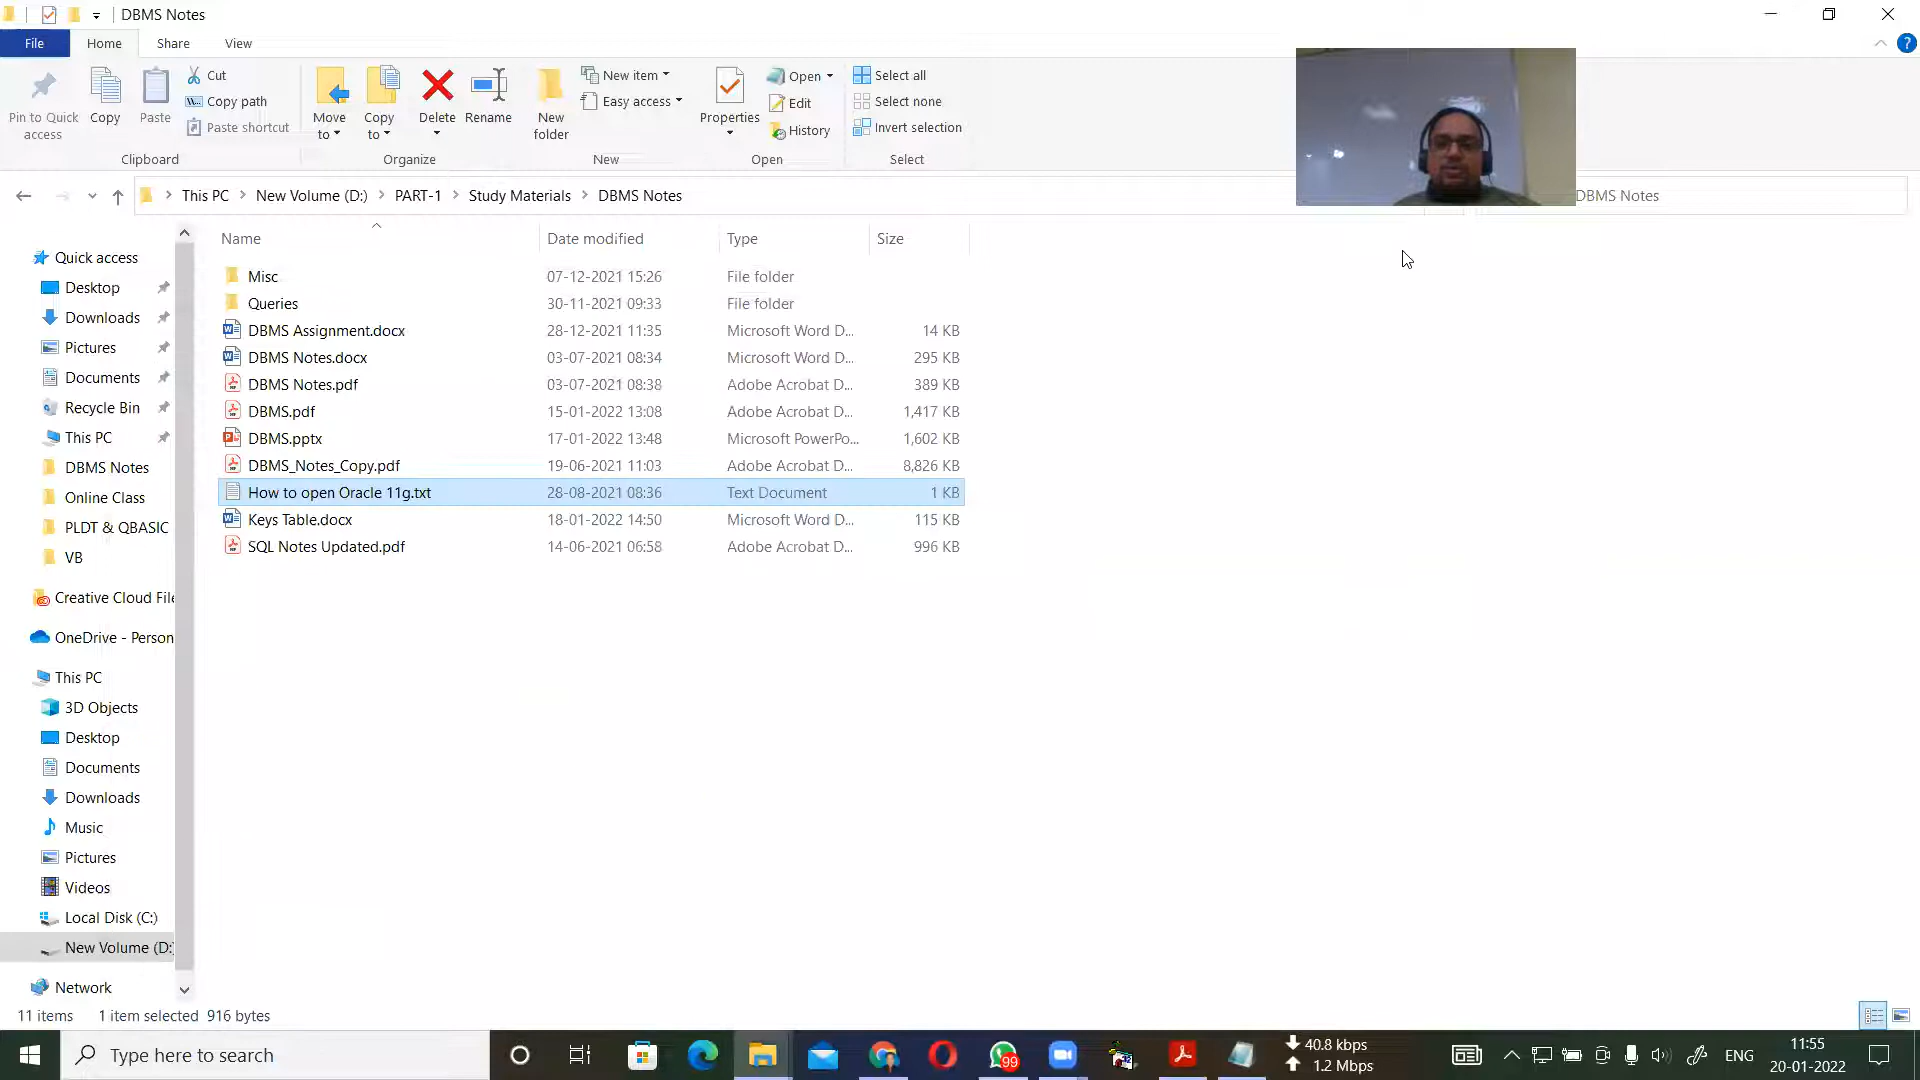 DBMS Notes
File Home Share View
Pin to Quick access
Copy
Paste
Cut
Copy path
Paste shortcut
Clipboard
Move to
Copy to
Delete
Rename
Organize
New folder
New item
Easy access
New
Properties
Open
Edit
History
Open
Select all
Select none
Invert selection
Select
This PC New Volume (D:) PART-1 Study Materials DBMS Notes
DBMS Notes
Name Date modified Type Size
Misc 07-12-2021 15:26 File folder
Queries 30-11-2021 09:33 File folder
DBMS Assignment.docx 28-12-2021 11:35 Microsoft Word D... 14 KB
DBMS Notes.docx 03-07-2021 08:34 Microsoft Word D... 295 KB
DBMS Notes.pdf 03-07-2021 08:38 Adobe Acrobat D... 389 KB
DBMS.pdf 15-01-2022 13:08 Adobe Acrobat D... 1,417 KB
DBMS.pptx 17-01-2022 13:48 Microsoft PowerPo... 1,602 KB
DBMS_Notes_Copy.pdf 19-06-2021 11:03 Adobe Acrobat D... 8,826 KB
How to open Oracle 11g.txt 28-08-2021 08:36 Text Document 1 KB
Keys Table.docx 18-01-2022 14:50 Microsoft Word D... 115 KB
SQL Notes Updated.pdf 14-06-2021 06:58 Adobe Acrobat D... 996 KB
Quick access
Desktop
Downloads
Pictures
Documents
Recycle Bin
This PC
DBMS Notes
Online Class
PLDT & QBASIC
VB
Creative Cloud File
OneDrive - Person
This PC
3D Objects
Desktop
Documents
Downloads
Music
Pictures
Videos
Local Disk (C:)
New Volume (D:)
Network
11 items 1 item selected 916 bytes
Type here to search
99
40.8 kbps
1.2 Mbps
ENG
11:55
20-01-2022